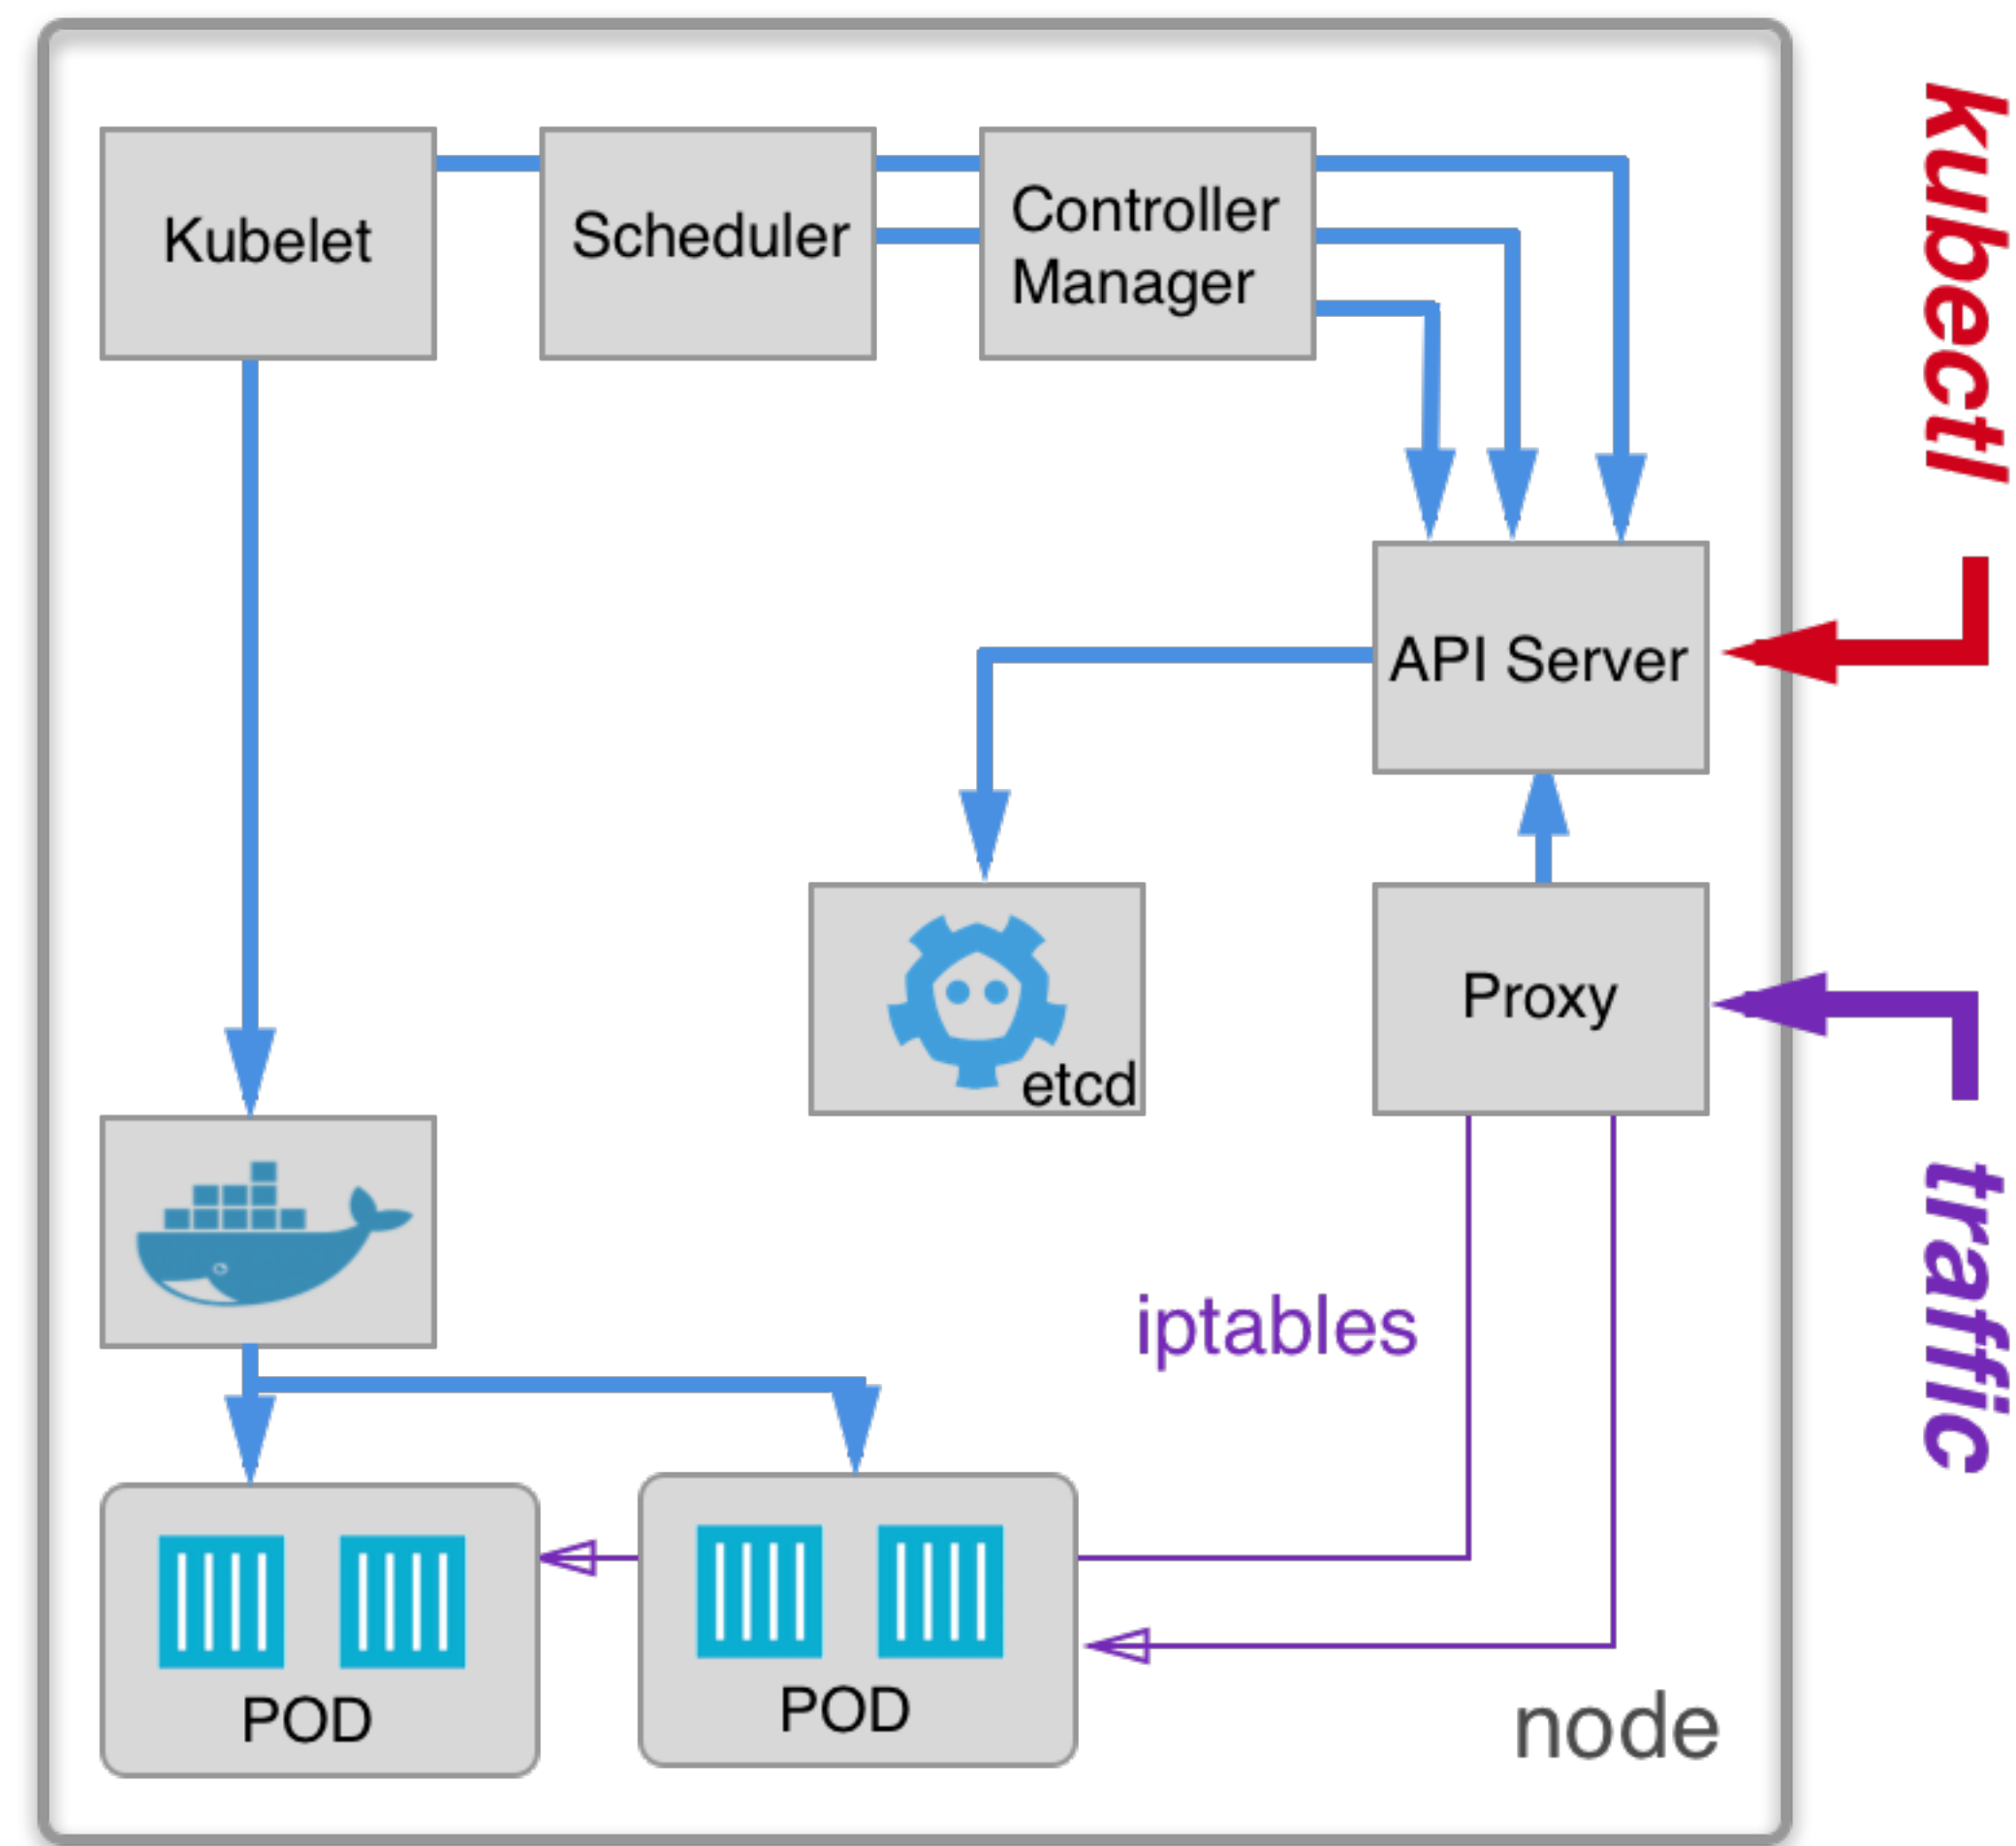 Kubelet
Scheduler
Controller
Manager
kubectl
API Server
etcd
Proxy
traffic
iptables
POD
POD
node